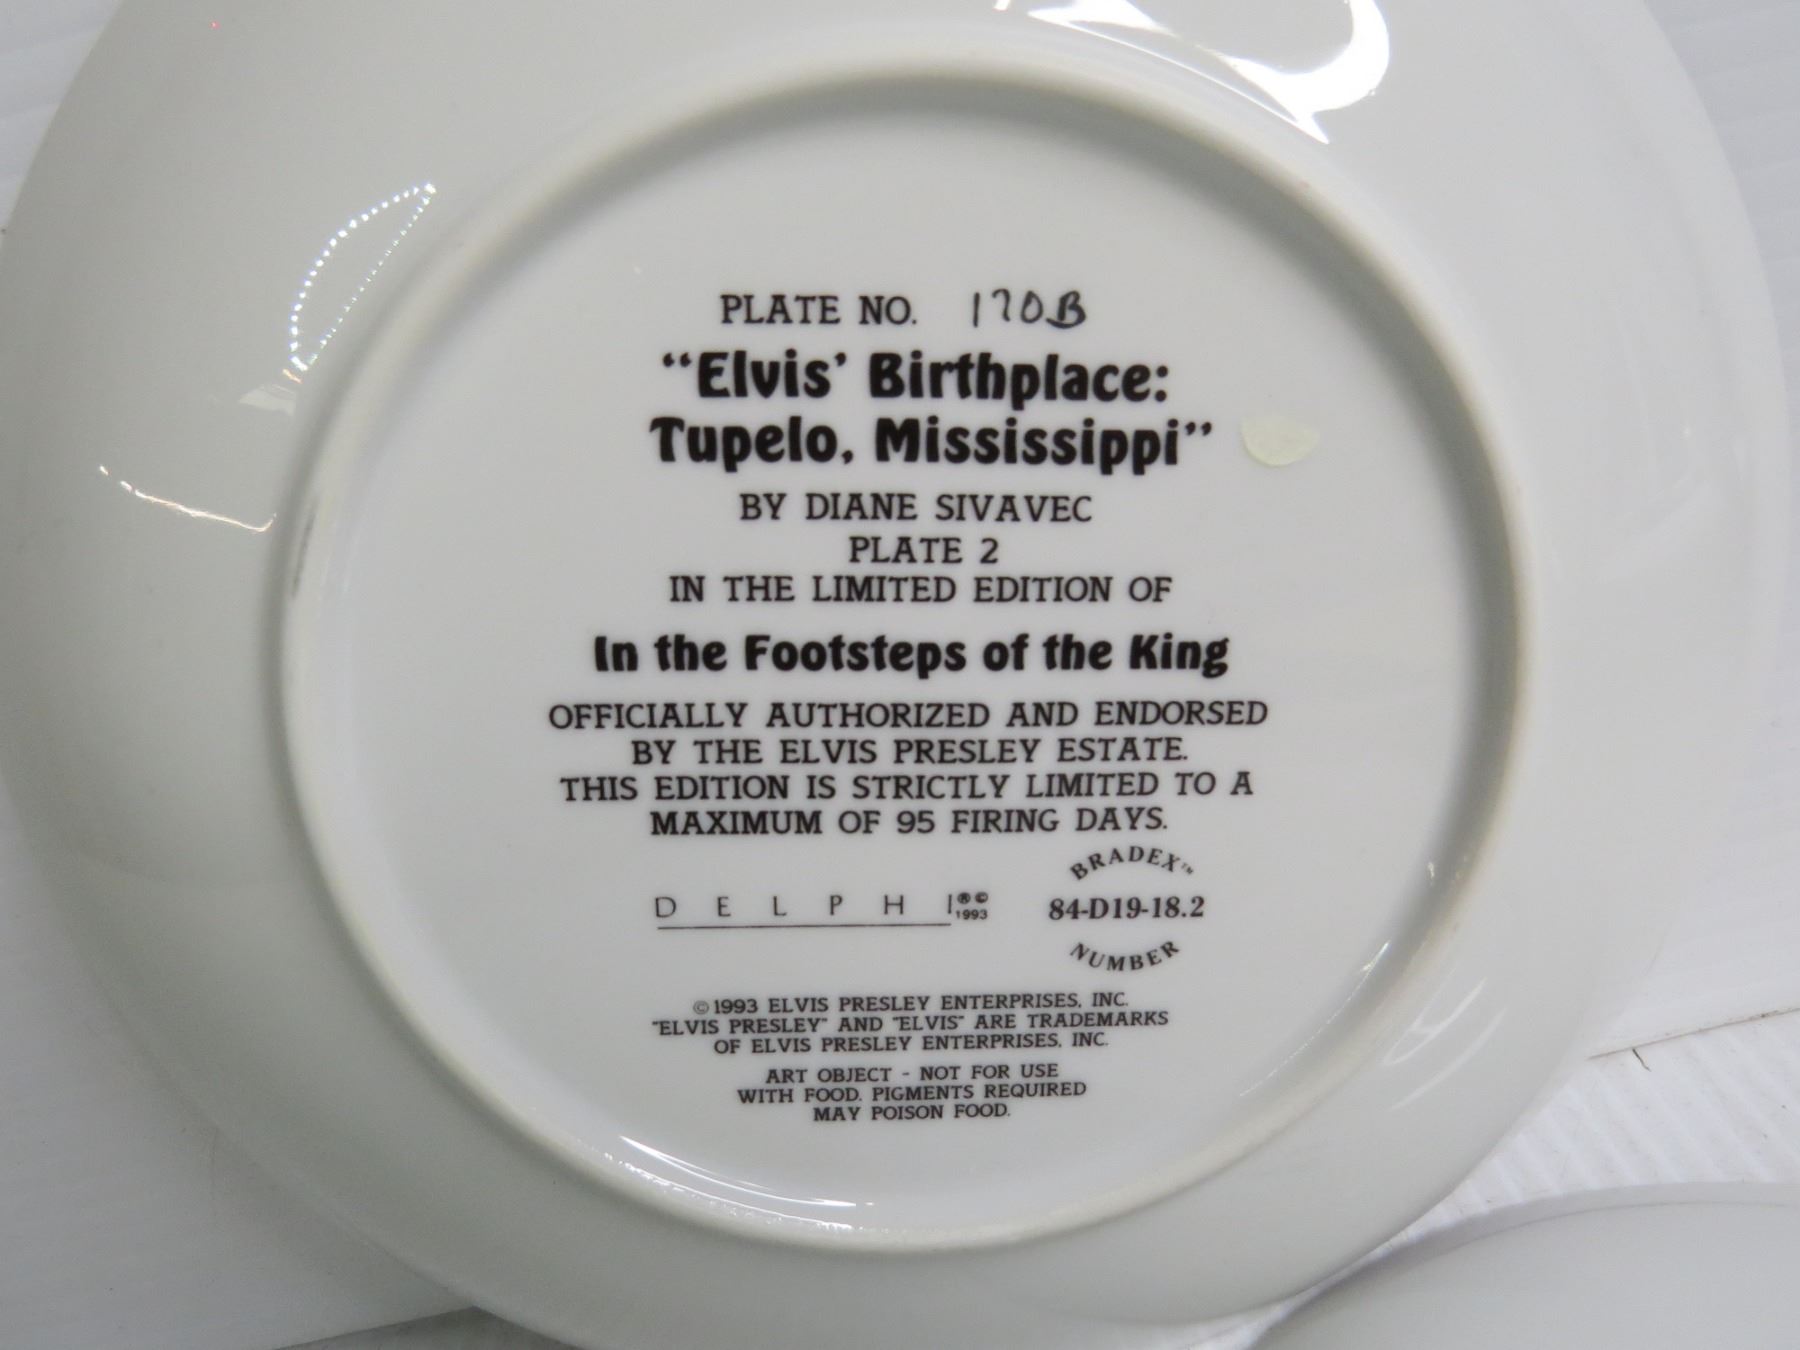 PLATE NO. 170B
“Elvis’ Birthplace:
Tupelo, Mississippi”
BY DIANE SIVAVEC
PLATE 2
IN THE LIMITED EDITION OF
In the Footsteps of the King
OFFICIALLY AUTHORIZED AND ENDORSED
BY THE ELVIS PRESLEY ESTATE.
THIS EDITION IS STRICTLY LIMITED TO A
MAXIMUM OF 95 FIRING DAYS.
DELPHI®© 1993
BRADEX™
84-D19-18.2
NUMBER
©1993 ELVIS PRESLEY ENTERPRISES, INC.
"ELVIS PRESLEY" AND "ELVIS" ARE TRADEMARKS
OF ELVIS PRESLEY ENTERPRISES, INC.
ART OBJECT - NOT FOR USE
WITH FOOD. PIGMENTS REQUIRED
MAY POISON FOOD.